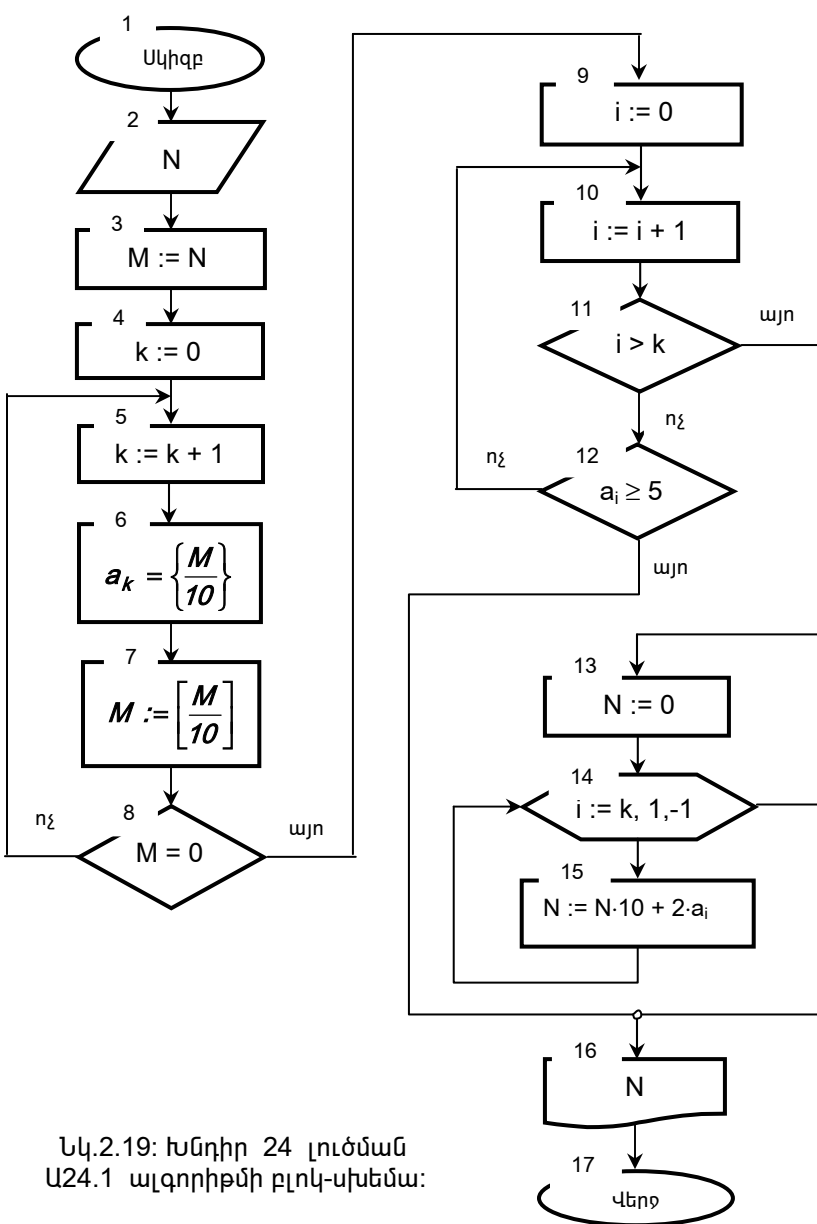 1
Սկիզբ
2
N
3
M := N
4
k := 0
5
k := k + 1
6
a_k = {M/10}
7
M := [M/10]
8
M = 0
ոչ
այո
9
i := 0
10
i := i + 1
11
i > k
այո
ոչ
12
a_i ≥ 5
ոչ
այո
13
N := 0
14
i := k, 1,-1
15
N := N·10 + 2·a_i
16
N
17
Վերջ
Նկ.2.19: Խնդիր 24 լուծման
Ա24.1 ալգորիթմի բլոկ-սխեմա: